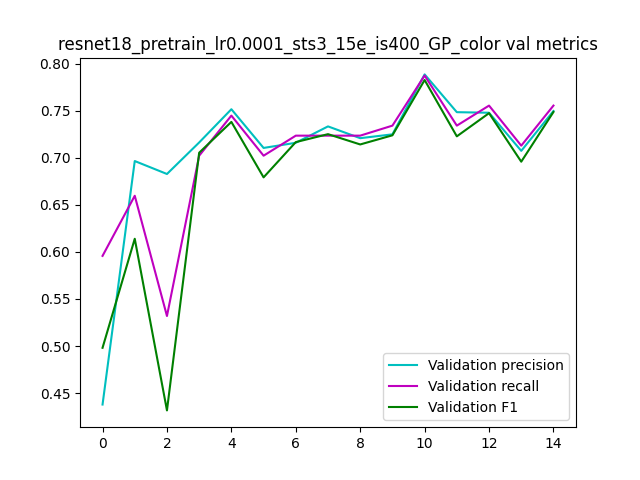 resnet18_pretrain_lr0.0001_sts3_15e_is400_GP_color val metrics
0.80
0.75
0.70
0.65
0.60
0.55
0.50
0.45
0 2 4 6 8 10 12 14
Validation precision
Validation recall
Validation F1